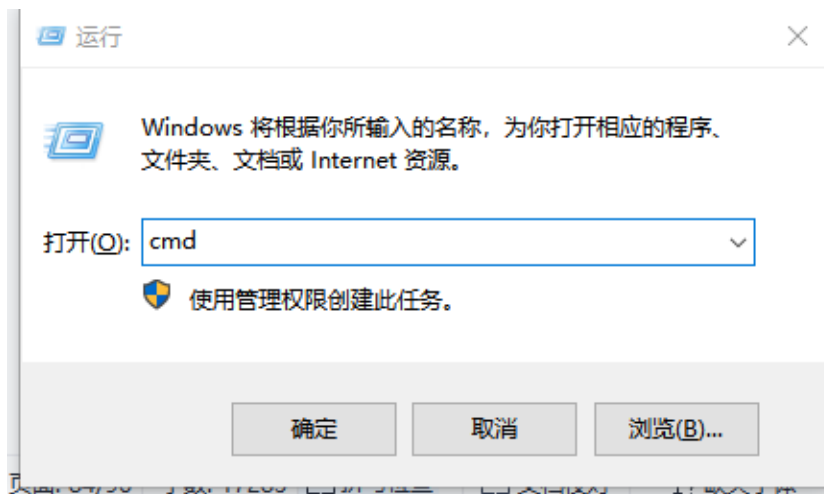 运行
Windows 将根据你所输入的名称，为你打开相应的程序、
文件夹、文档或 Internet 资源。
打开(O): cmd
使用管理权限创建此任务。
确定 取消 浏览(B)...